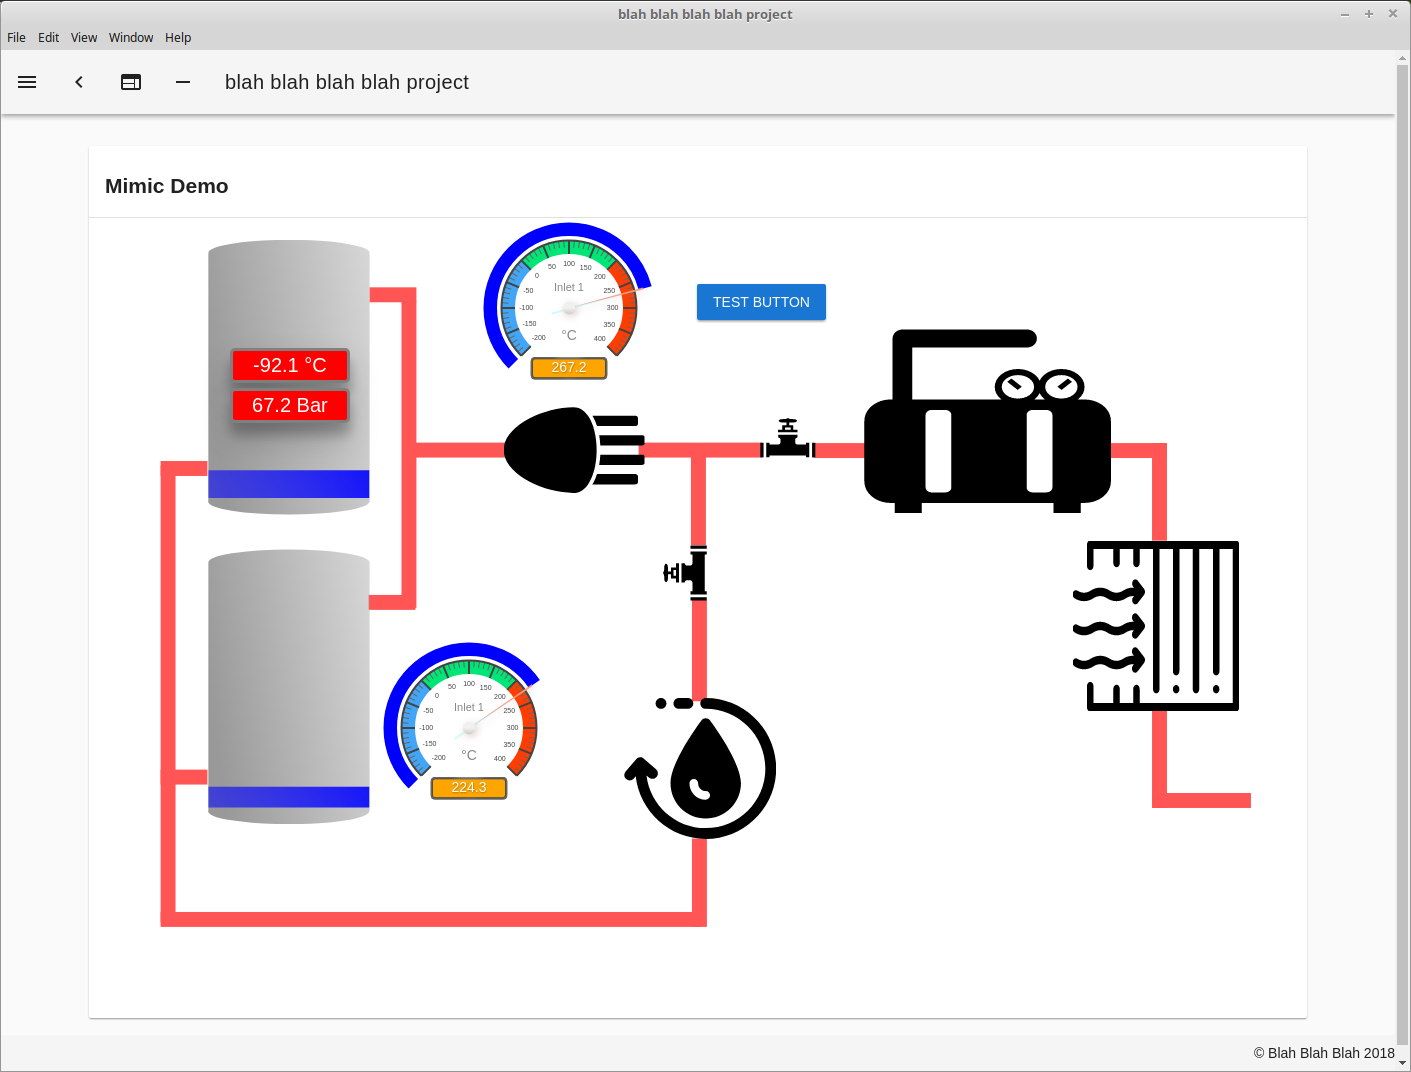 blah blah blah blah project
File Edit View Window Help
blah blah blah blah project
Mimic Demo
-92.1 °C
67.2 Bar
-200 -150 -100 -50 0 50 100 150 200 250 300 350 400
Inlet 1
°C
267.2
TEST BUTTON
-200 -150 -100 -50 0 50 100 150 200 250 300 350 400
Inlet 1
°C
224.3
© Blah Blah Blah 2018